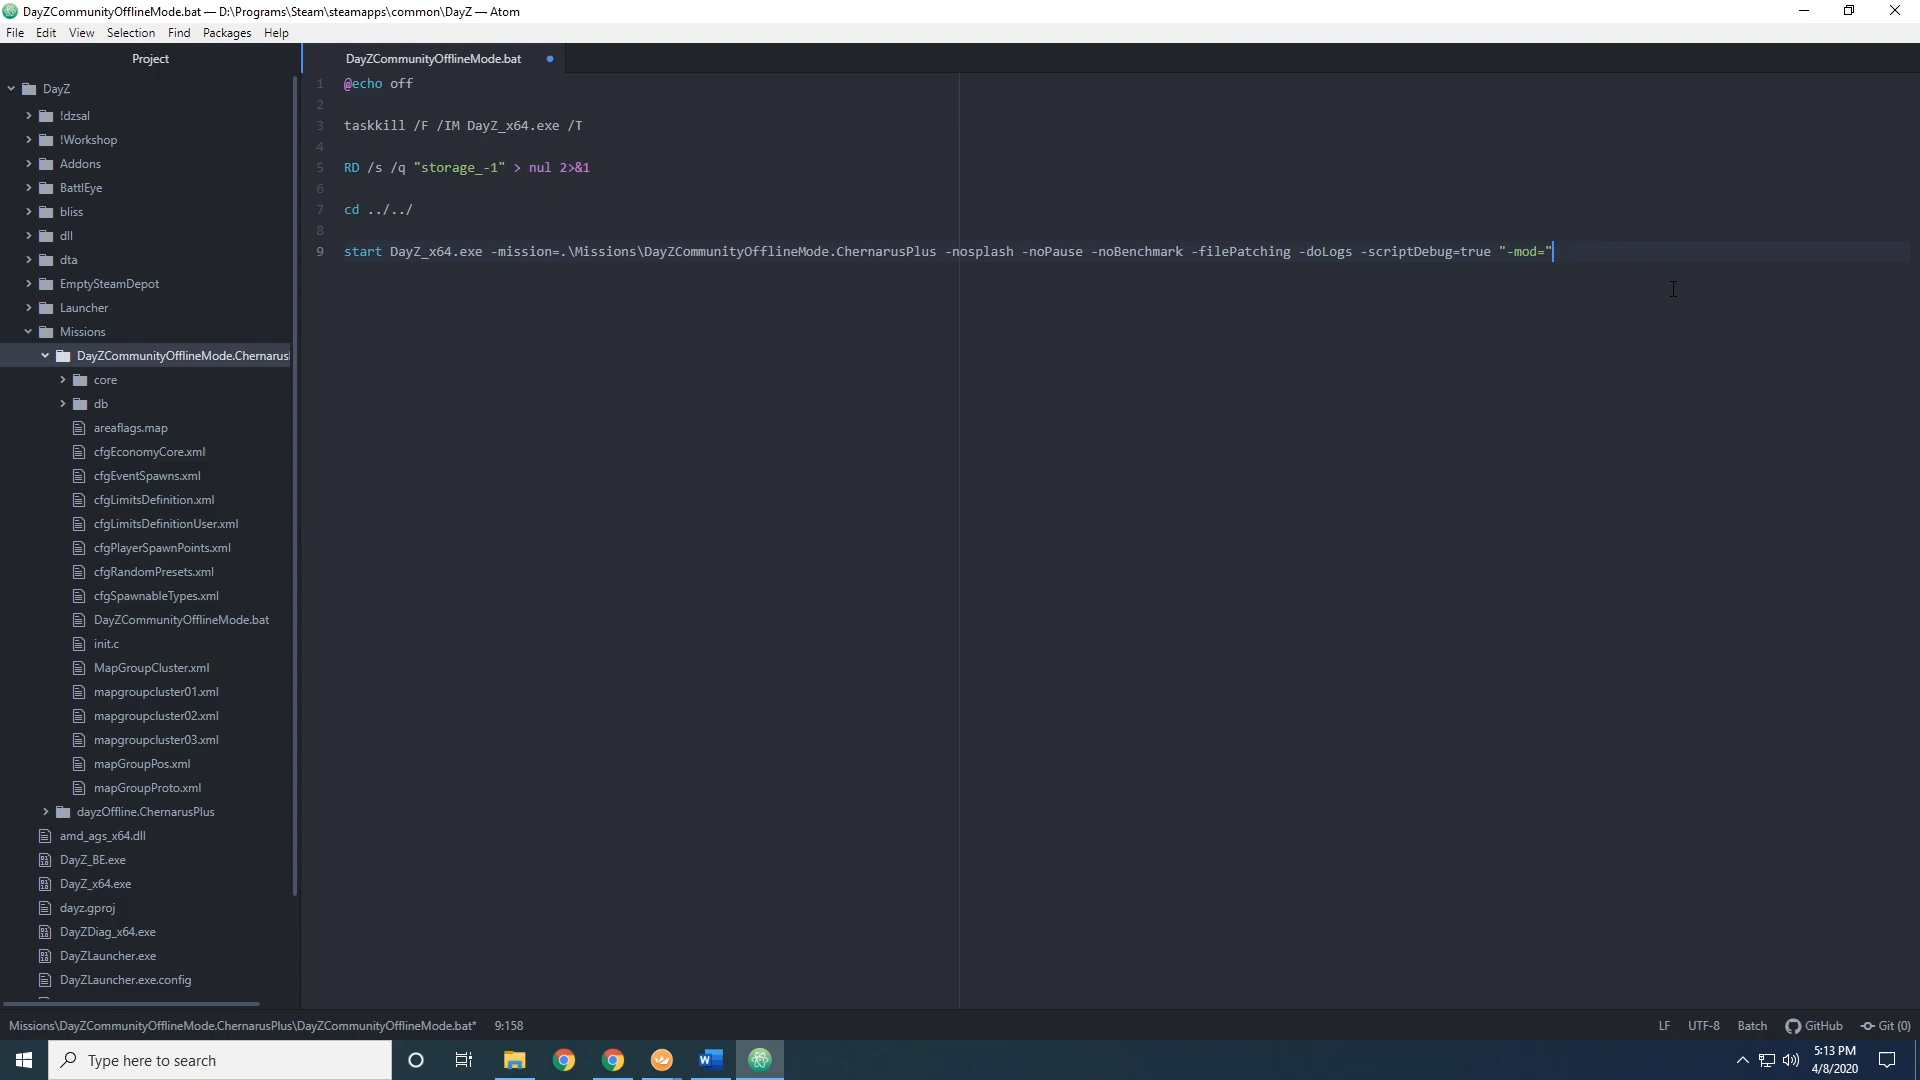 DayZCommunityOfflineMode.bat — D:\Programs\Steam\steamapps\common\DayZ — Atom
File Edit View Selection Find Packages Help
Project
DayZCommunityOfflineMode.bat
DayZ
!dzsal
!Workshop
Addons
BattlEye
bliss
dll
dta
EmptySteamDepot
Launcher
Missions
DayZCommunityOfflineMode.Chernarus
core
db
areaflags.map
cfgEconomyCore.xml
cfgEventSpawns.xml
cfgLimitsDefinition.xml
cfgLimitsDefinitionUser.xml
cfgPlayerSpawnPoints.xml
cfgRandomPresets.xml
cfgSpawnableTypes.xml
DayZCommunityOfflineMode.bat
init.c
MapGroupCluster.xml
mapgroupcluster01.xml
mapgroupcluster02.xml
mapgroupcluster03.xml
mapGroupPos.xml
mapGroupProto.xml
dayzOffline.ChernarusPlus
amd_ags_x64.dll
DayZ_BE.exe
DayZ_x64.exe
dayz.gproj
DayZDiag_x64.exe
DayZLauncher.exe
DayZLauncher.exe.config
1 @echo off
2
3 taskkill /F /IM DayZ_x64.exe /T
4
5 RD /s /q "storage_-1" > nul 2>&1
6
7 cd ../../
8
9 start DayZ_x64.exe -mission=.\Missions\DayZCommunityOfflineMode.ChernarusPlus -nosplash -noPause -noBenchmark -filePatching -doLogs -scriptDebug=true "-mod="
Missions\DayZCommunityOfflineMode.ChernarusPlus\DayZCommunityOfflineMode.bat* 9:158
LF UTF-8 Batch GitHub Git (0)
Type here to search
5:13 PM
4/8/2020